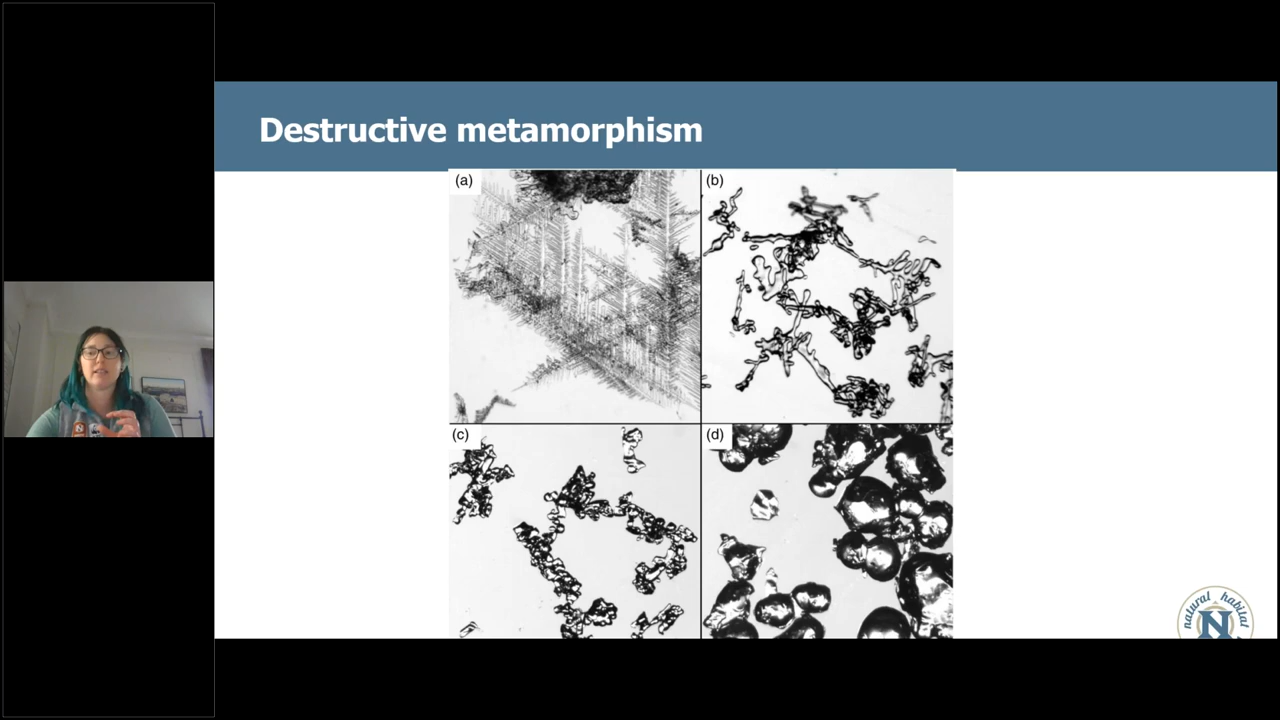 Destructive metamorphism
(a)
(b)
(c)
(d)
natural habitat
N